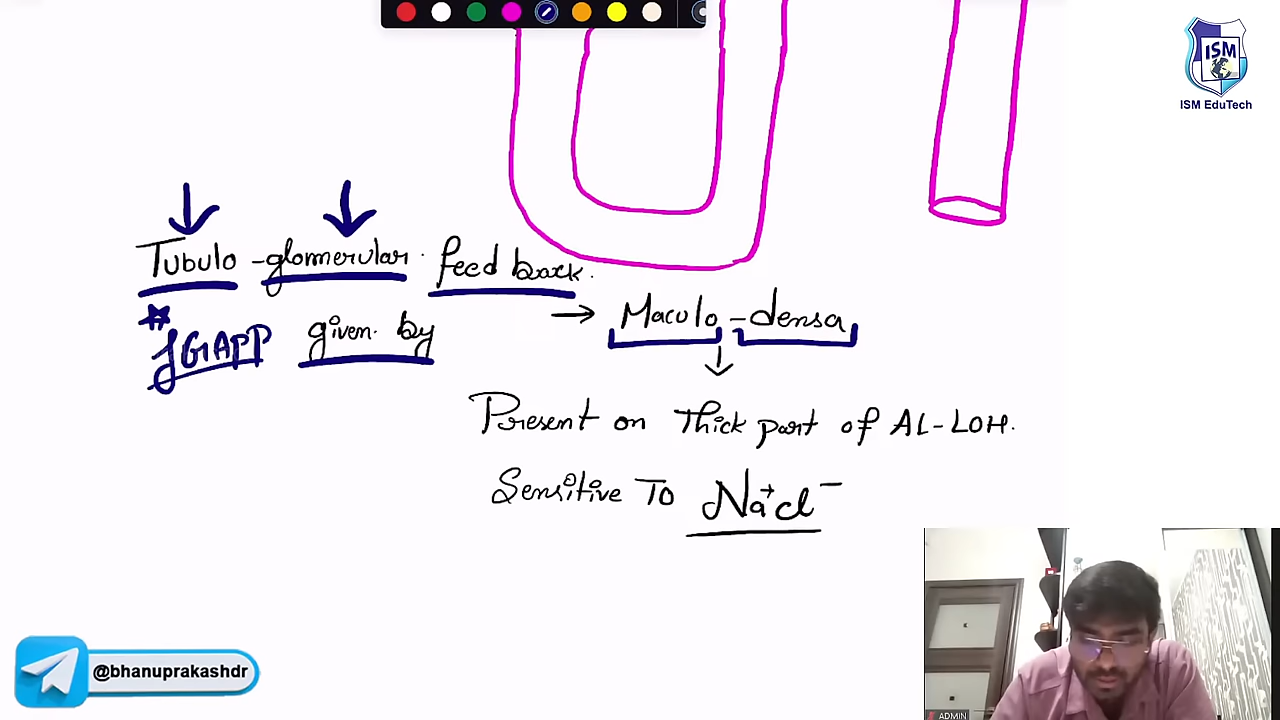 ISM
ISM EduTech
Tubulo-glomerular feed back.
JGAPP given by → Maculo-densa
Present on Thick part of AL-LOH.
Sensitive To Na+cl-
@bhanuprakashdr
ADMIN